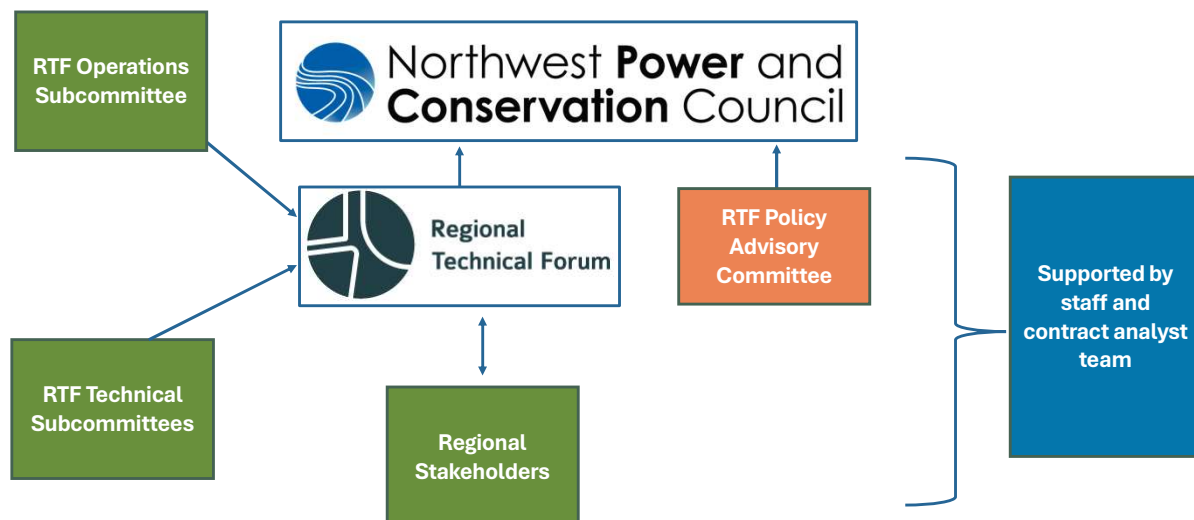 RTF Operations
Subcommittee
Northwest Power and
Conservation Council
Regional
Technical Forum
RTF Policy
Advisory
Committee
Supported by
staff and
contract analyst
team
RTF Technical
Subcommittees
Regional
Stakeholders